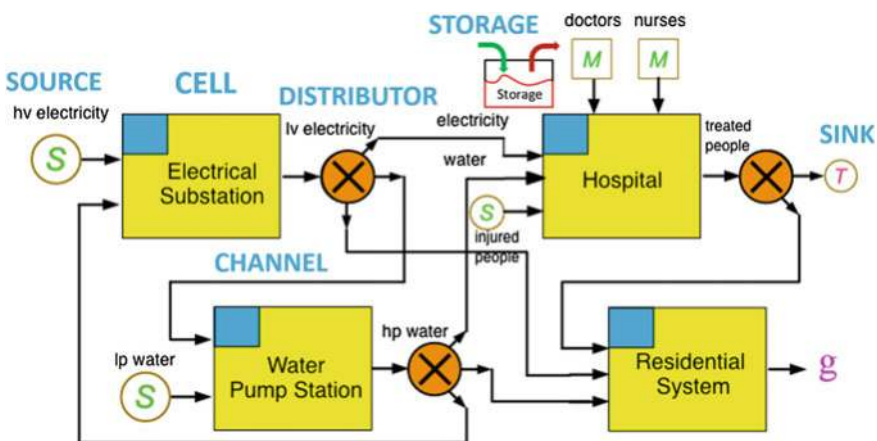 STORAGE
doctors
nurses
M
M
SOURCE
CELL
Storage
hv electricity
DISTRIBUTOR
lv electricity
electricity
treated
people
SINK
S
Electrical
Substation
water
Hospital
T
S
injured
people
CHANNEL
hp water
lp water
Water
Pump Station
S
Residential
System
g